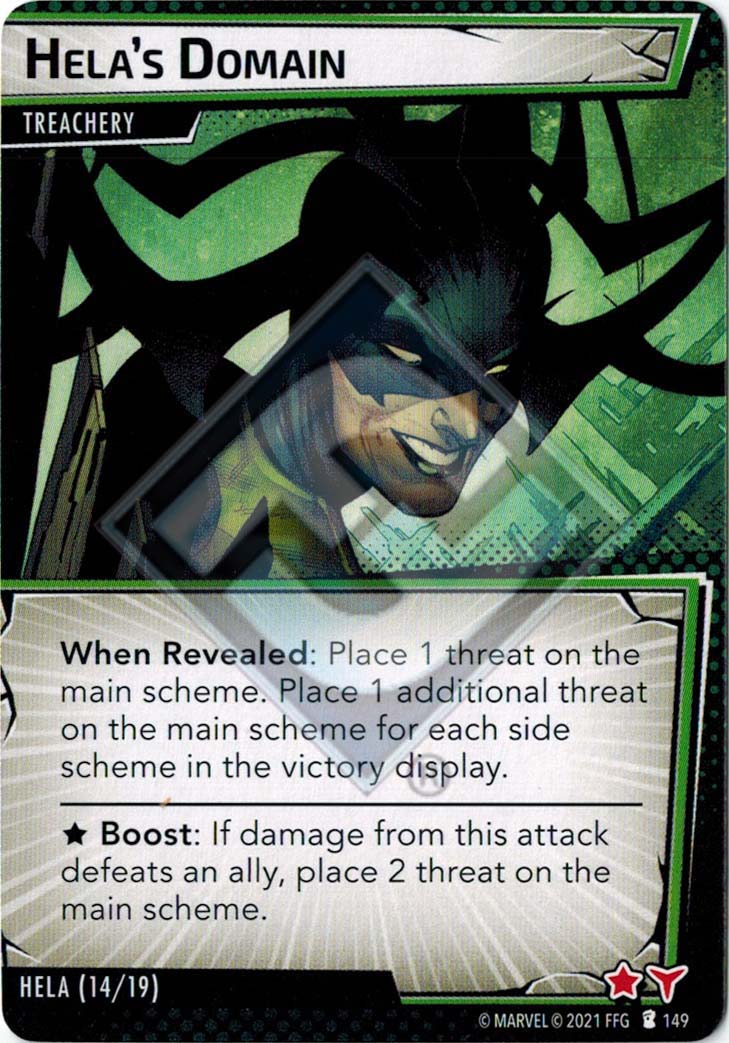 HELA'S DOMAIN
TREACHERY
When Revealed: Place 1 threat on the
main scheme. Place 1 additional threat
on the main scheme for each side
scheme in the victory display.
★ Boost: If damage from this attack
defeats an ally, place 2 threat on the
main scheme.
HELA (14/19)
© MARVEL © 2021 FFG 149
®